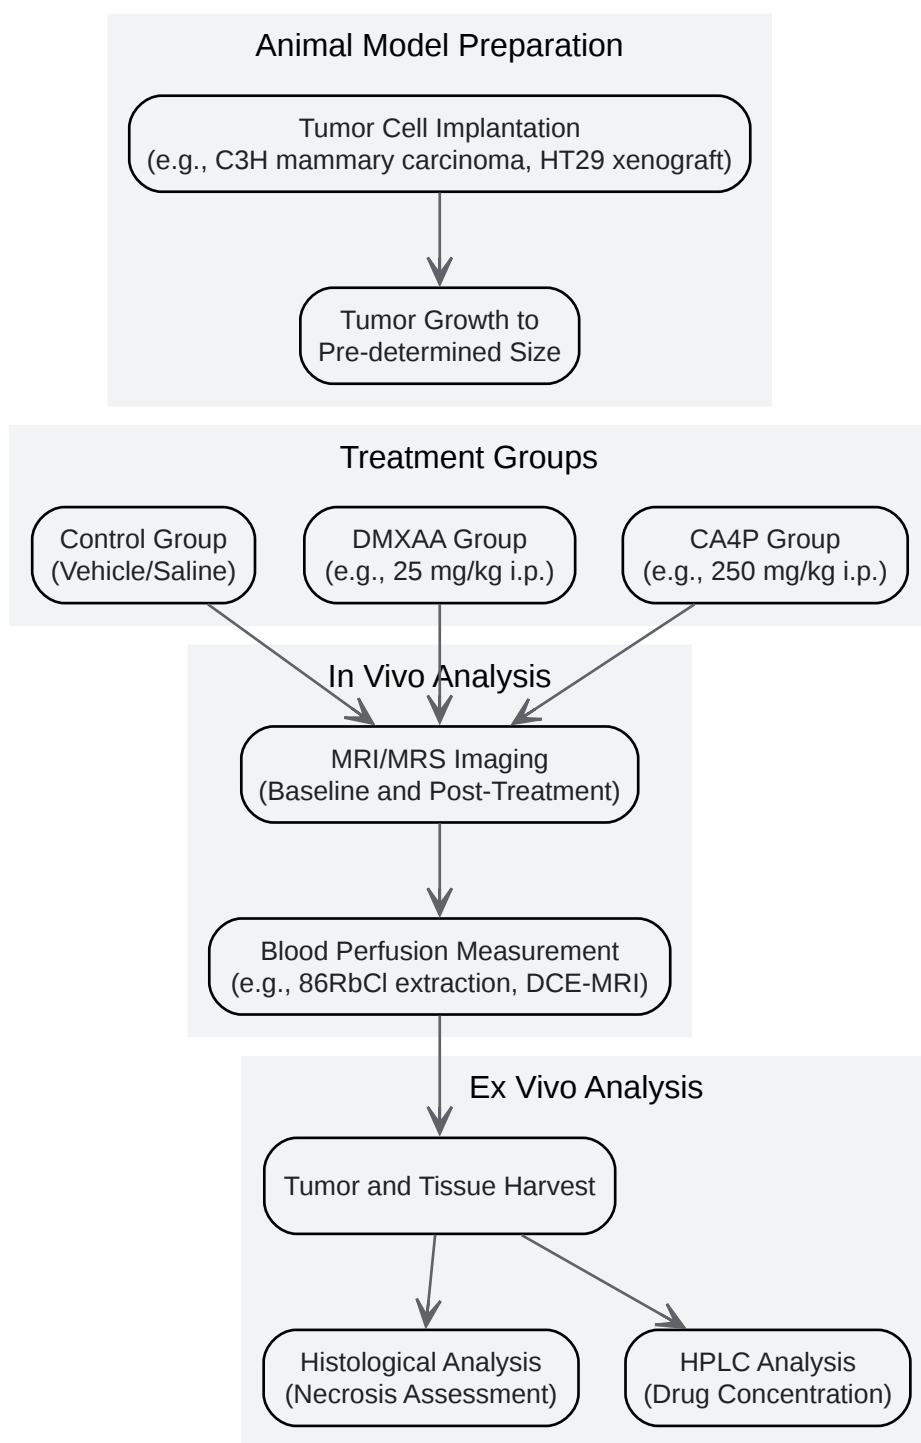 Animal Model Preparation
Tumor Cell Implantation
(e.g., C3H mammary carcinoma, HT29 xenograft)
Tumor Growth to
Pre-determined Size
Treatment Groups
Control Group
(Vehicle/Saline)
DMXAA Group
(e.g., 25 mg/kg i.p.)
CA4P Group
(e.g., 250 mg/kg i.p.)
In Vivo Analysis
MRI/MRS Imaging
(Baseline and Post-Treatment)
Blood Perfusion Measurement
(e.g., 86RbCl extraction, DCE-MRI)
Ex Vivo Analysis
Tumor and Tissue Harvest
Histological Analysis
(Necrosis Assessment)
HPLC Analysis
(Drug Concentration)